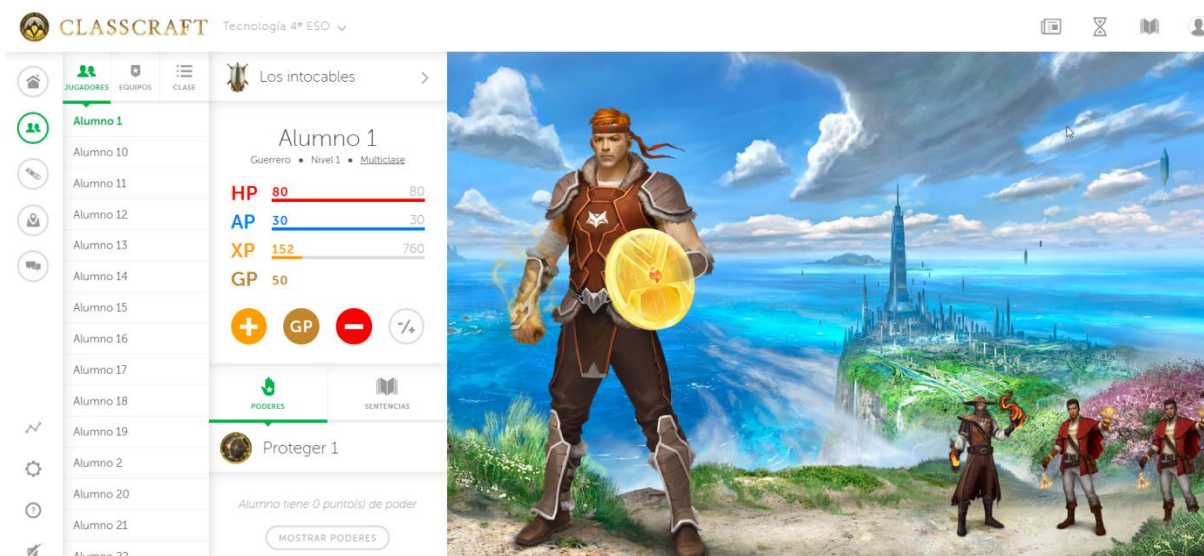 CLASSCRAFT
Tecnología 4º ESO
JUGADORES
EQUIPOS
CLASE
Alumno 1
Alumno 10
Alumno 11
Alumno 12
Alumno 13
Alumno 14
Alumno 15
Alumno 16
Alumno 17
Alumno 18
Alumno 19
Alumno 2
Alumno 20
Alumno 21
Alumno 22
Los intocables
Alumno 1
Guerrero • Nivel 1 • Multiclase
HP 80 80
AP 30 30
XP 152 760
GP 50
+ GP − -/+
PODERES
SENTENCIAS
Proteger 1
Alumno tiene 0 punto(s) de poder
MOSTRAR PODERES